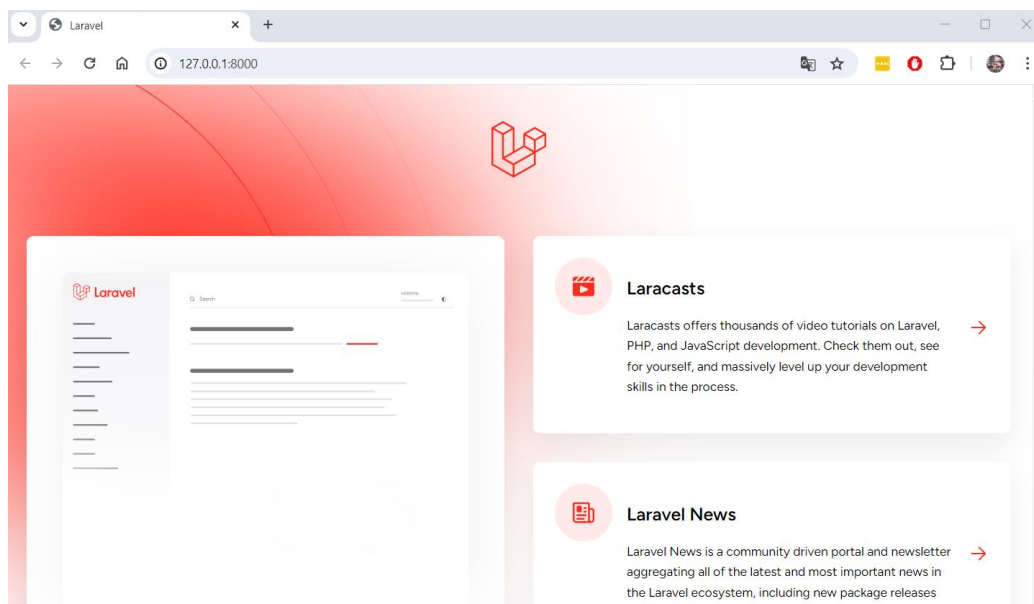 Laravel
127.0.0.1:8000
Laravel
Search
VERSION
Laracasts
Laracasts offers thousands of video tutorials on Laravel,
PHP, and JavaScript development. Check them out, see
for yourself, and massively level up your development
skills in the process.
Laravel News
Laravel News is a community driven portal and newsletter
aggregating all of the latest and most important news in
the Laravel ecosystem, including new package releases